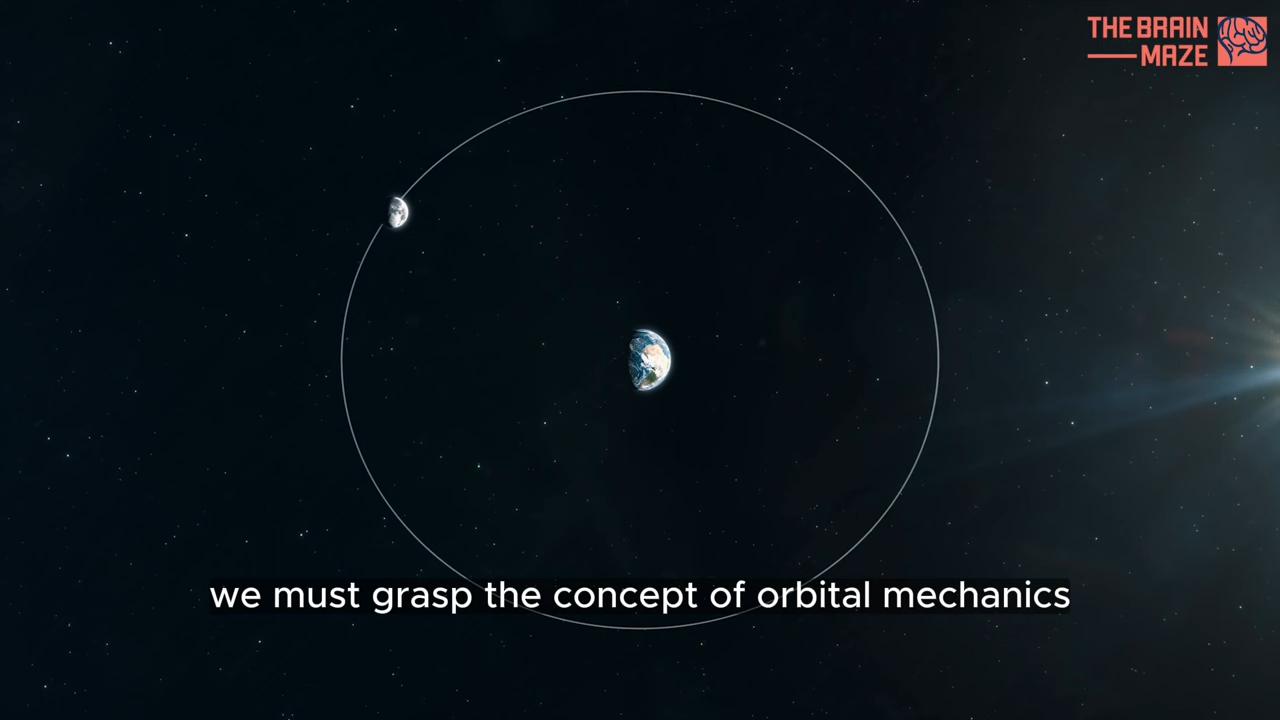 THE BRAIN
MAZE
we must grasp the concept of orbital mechanics